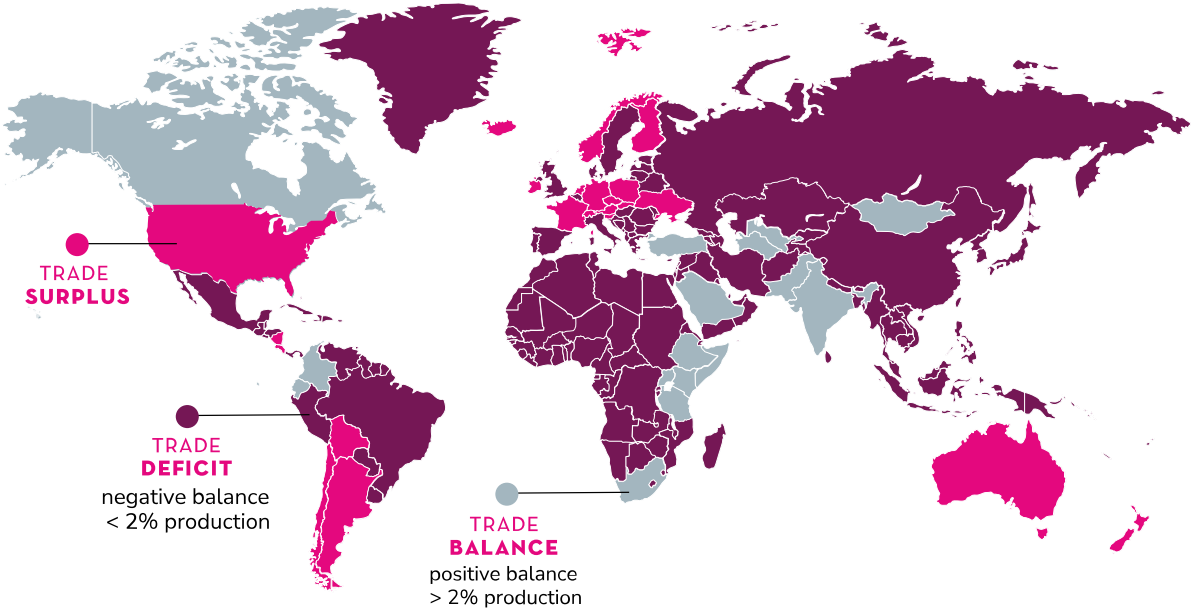 TRADE
SURPLUS
TRADE
DEFICIT
negative balance
< 2% production
TRADE
BALANCE
positive balance
> 2% production